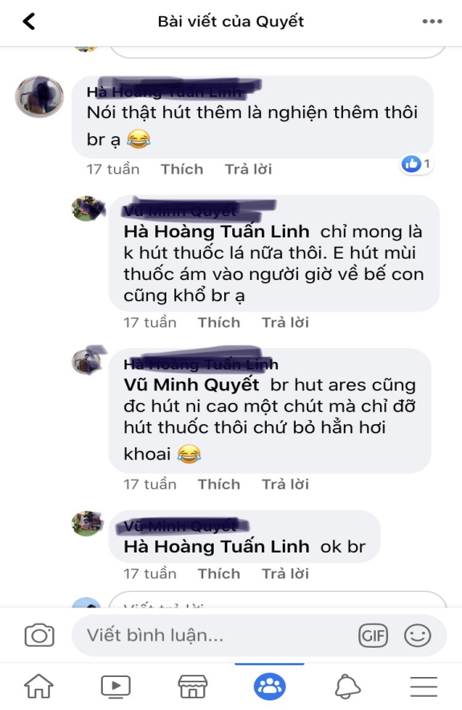 Bài viết của Quyết
Hà Hoàng Tuấn Linh
Nói thật hút thêm là nghiện thêm thôi
br ạ 😂
17 tuần Thích Trả lời
1
Vũ Minh Quyết
Hà Hoàng Tuấn Linh chỉ mong là
k hút thuốc lá nữa thôi. E hút mùi
thuốc ám vào người giờ về bế con
cũng khổ br ạ
17 tuần Thích Trả lời
Hà Hoàng Tuấn Linh
Vũ Minh Quyết br hut ares cũng
đc hút ni cao một chút mà chỉ đỡ
hút thuốc thôi chứ bỏ hẳn hơi
khoai 😂
17 tuần Thích Trả lời
Vũ Minh Quyết
Hà Hoàng Tuấn Linh ok br
17 tuần Thích Trả lời
Viết trả lời
Viết bình luận...
GIF